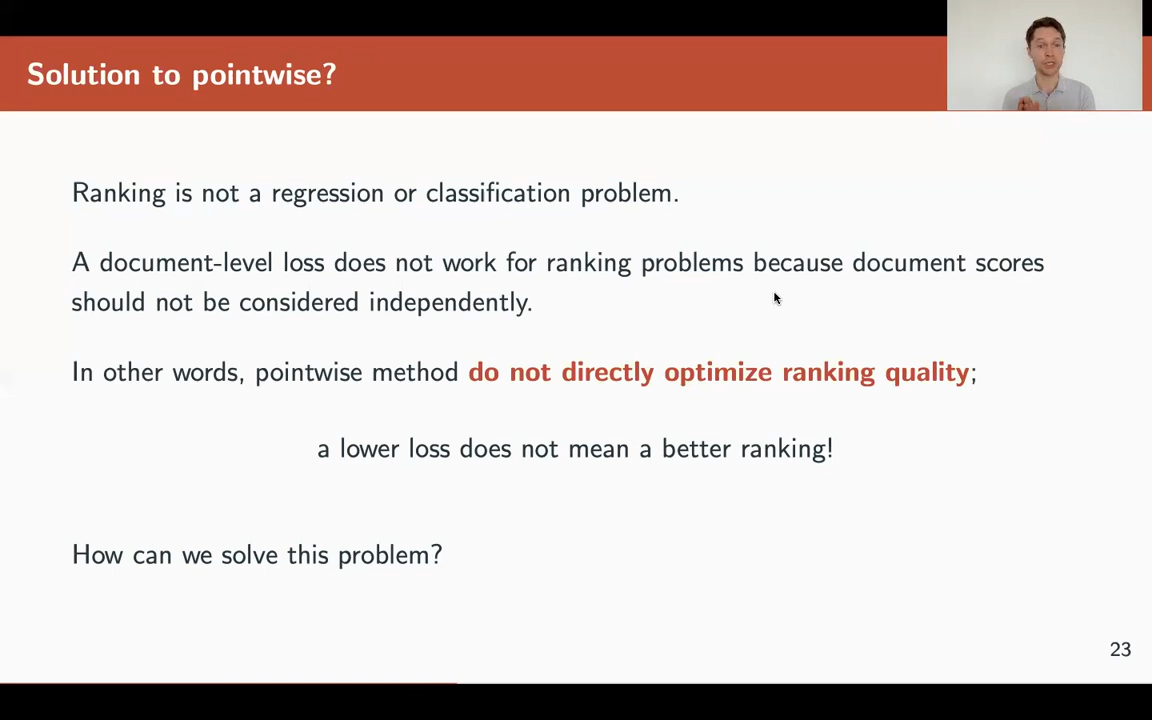 Solution to pointwise?
Ranking is not a regression or classification problem.
A document-level loss does not work for ranking problems because document scores
should not be considered independently.
In other words, pointwise method do not directly optimize ranking quality;
a lower loss does not mean a better ranking!
How can we solve this problem?
23